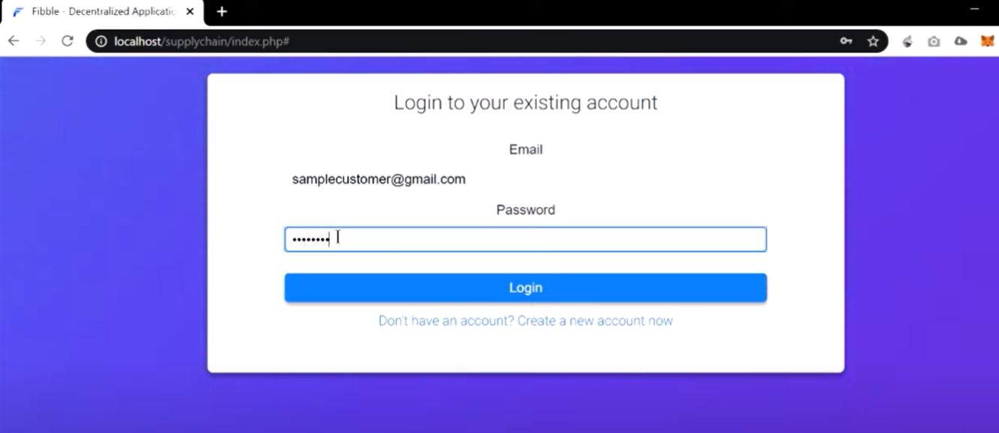 Fibble - Decentralized Applicatic
localhost/supplychain/index.php#
Login to your existing account
Email
samplecustomer@gmail.com
Password
••••••••
Login
Don't have an account? Create a new account now